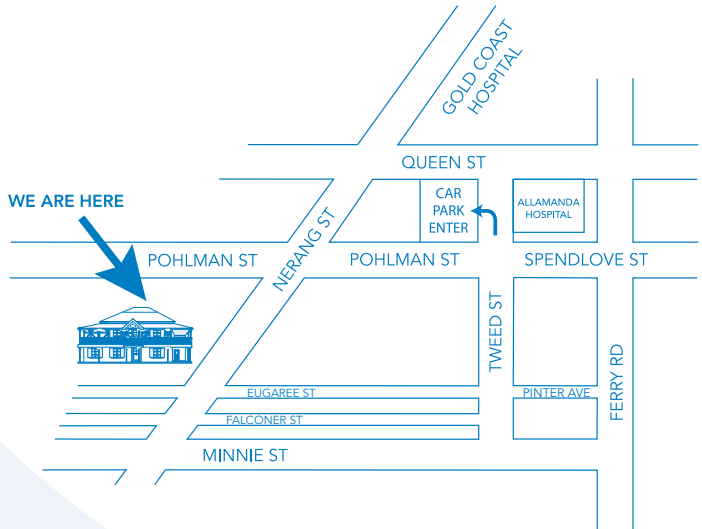 GOLD COAST
HOSPITAL
QUEEN ST
WE ARE HERE
CAR
PARK
ENTER
ALLAMANDA
HOSPITAL
NERANG ST
POHLMAN ST
POHLMAN ST
SPENDLOVE ST
TWEED ST
FERRY RD
EUGAREE ST
PINTER AVE
FALCONER ST
MINNIE ST